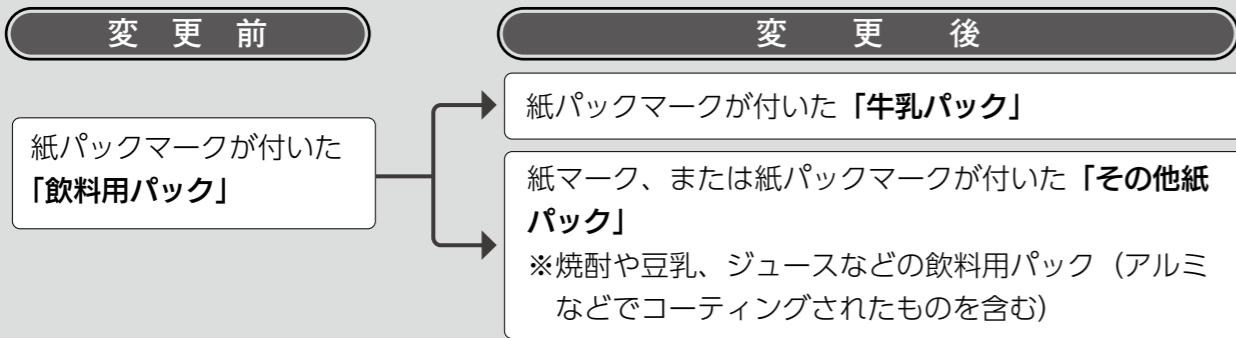 変更前
変更後
紙パックマークが付いた
「飲料用パック」
紙パックマークが付いた「牛乳パック」
紙マーク、または紙パックマークが付いた「その他紙
パック」
※焼酎や豆乳、ジュースなどの飲料用パック（アルミ
などでコーティングされたものを含む）